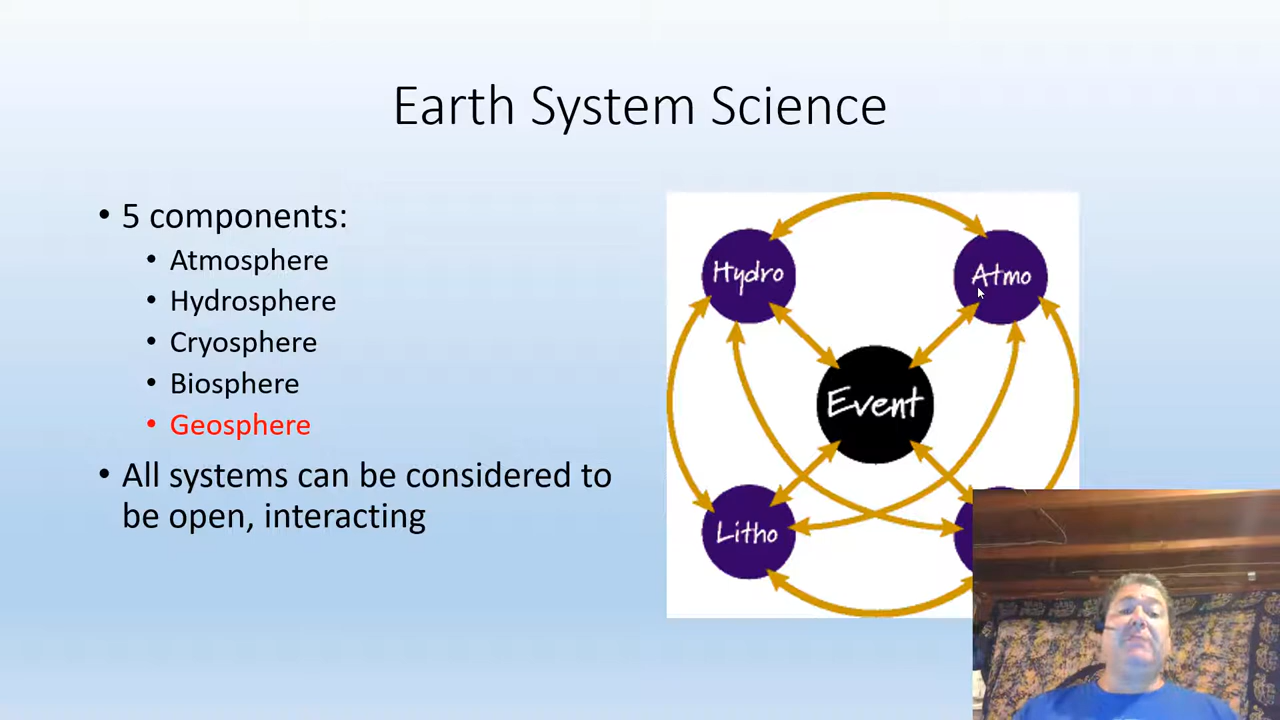 Earth System Science
• 5 components:
• Atmosphere
• Hydrosphere
• Cryosphere
• Biosphere
• Geosphere
• All systems can be considered to
be open, interacting
Hydro
Atmo
Event
Litho